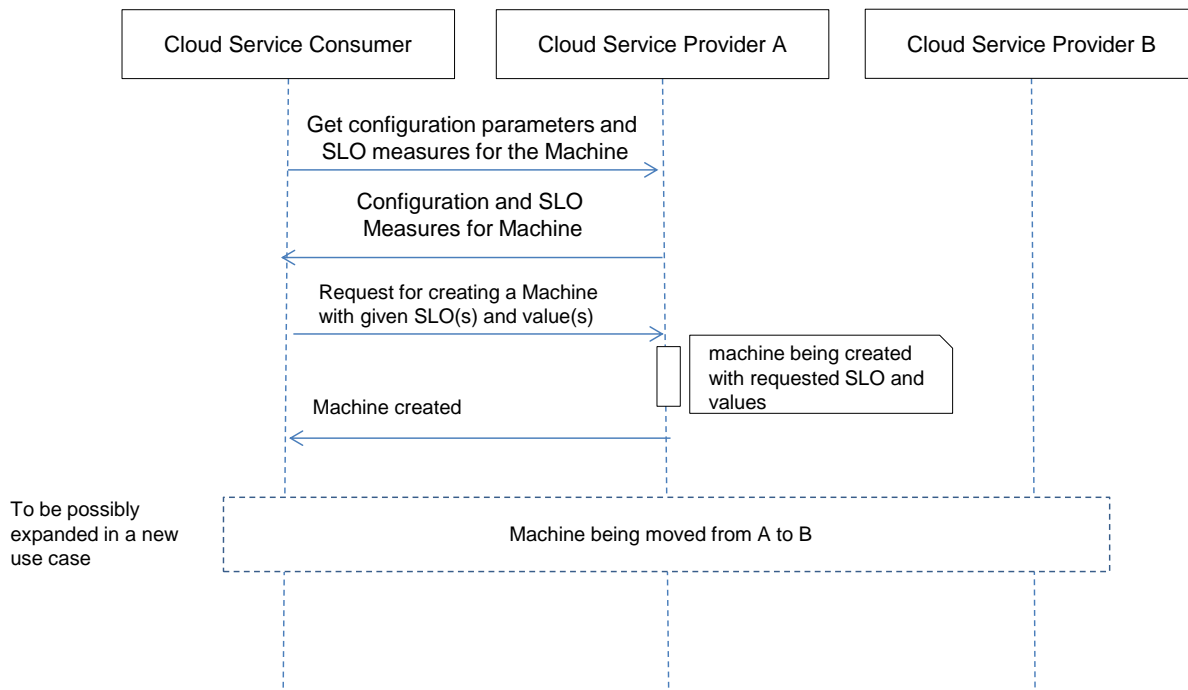 Cloud Service Consumer
Cloud Service Provider A
Cloud Service Provider B
Get configuration parameters and
SLO measures for the Machine
Configuration and SLO
Measures for Machine
Request for creating a Machine
with given SLO(s) and value(s)
machine being created
with requested SLO and
values
Machine created
To be possibly
expanded in a new
use case
Machine being moved from A to B